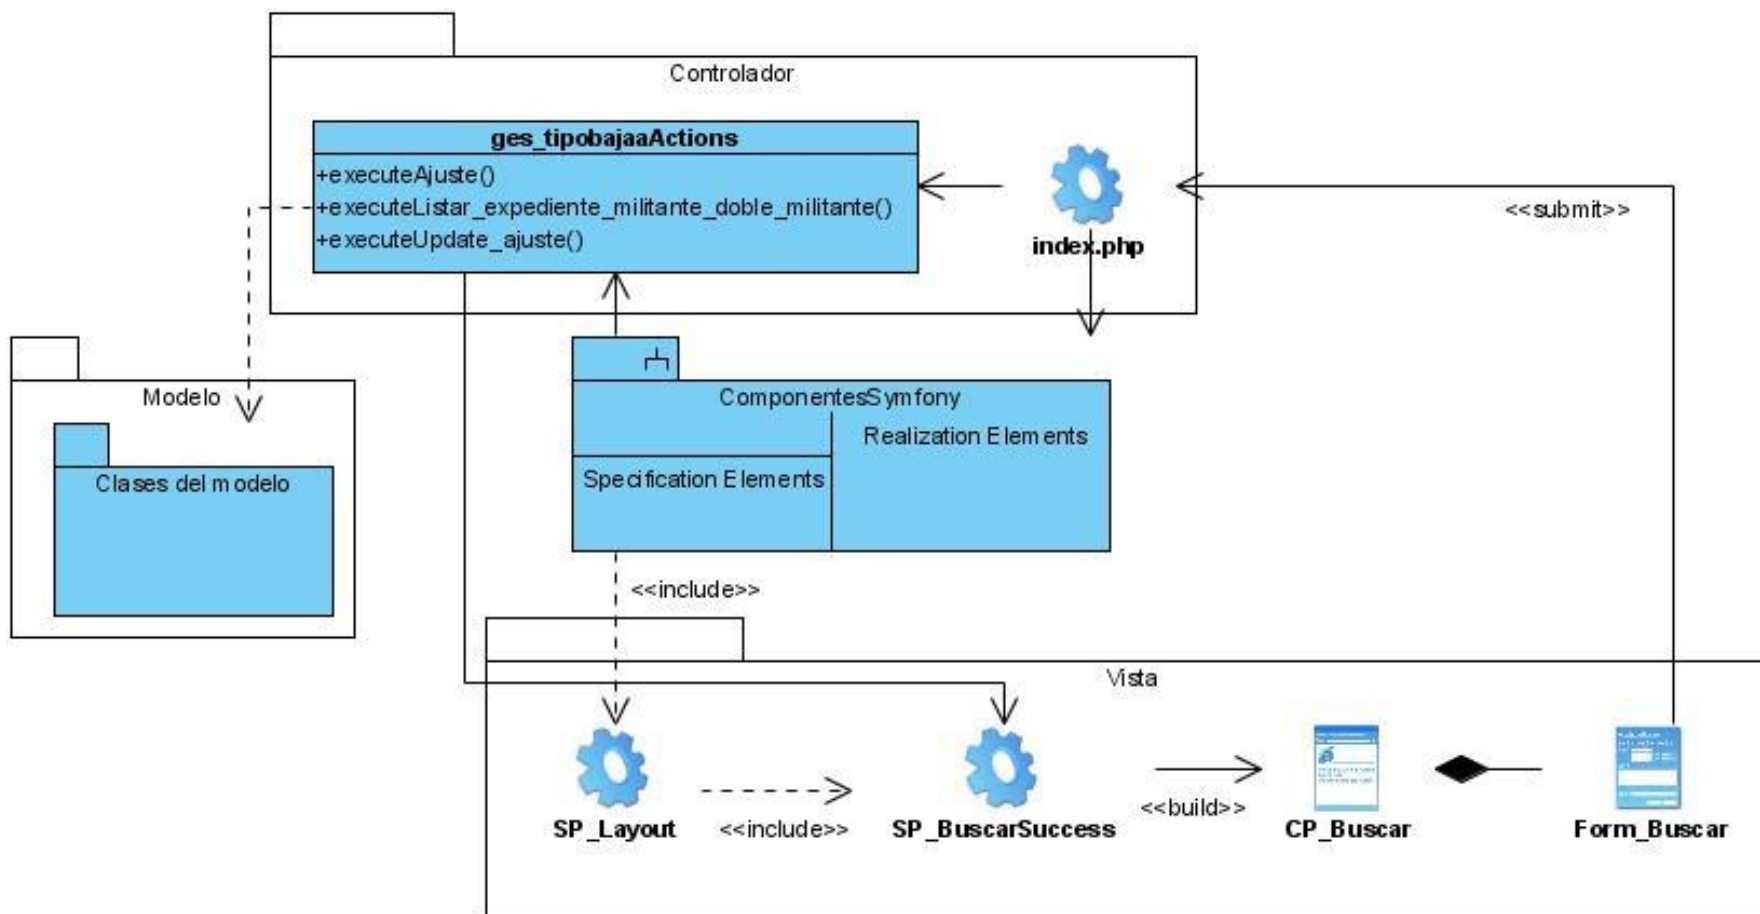 Controlador
ges_tipobajaaActions
+executeAjuste()
+executeListar_expediente_militante_doble_militante()
+executeUpdate_ajuste()
index.php
<<submit>>
Modelo
Clases del modelo
ComponentesSymfony
Realization Elements
Specification Elements
<<include>>
Vista
SP_Layout
<<include>>
SP_BuscarSuccess
<<build>>
CP_Buscar
Form_Buscar